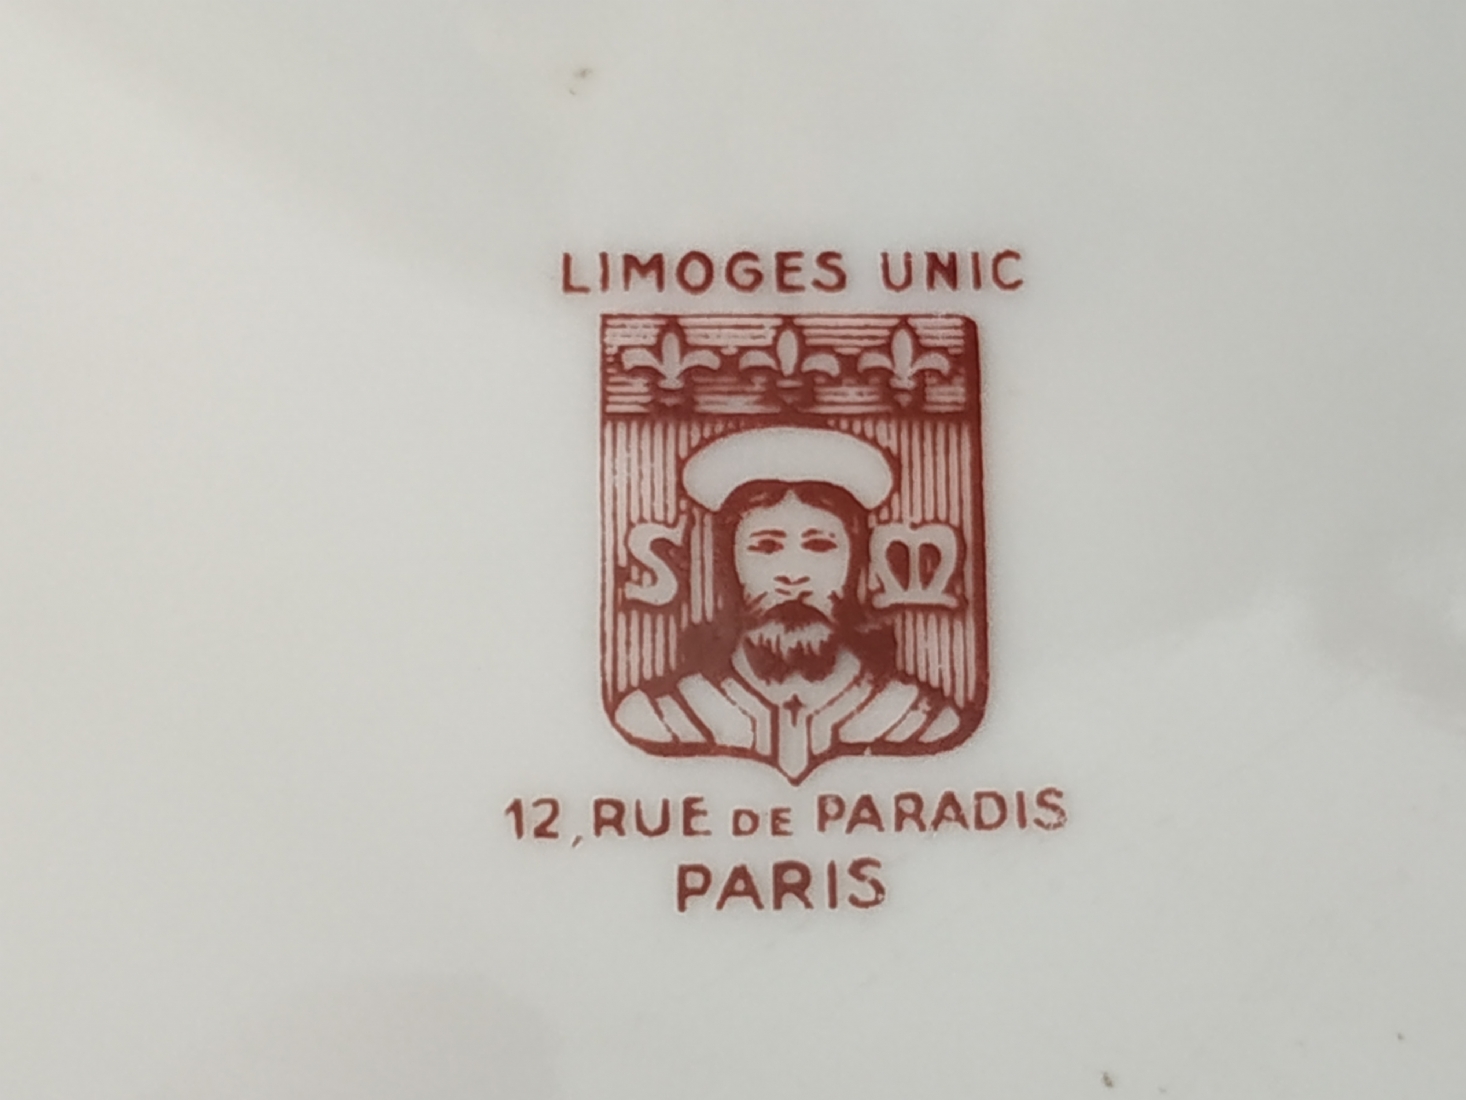 LIMOGES UNIC
S M
12, RUE DE PARADIS
PARIS